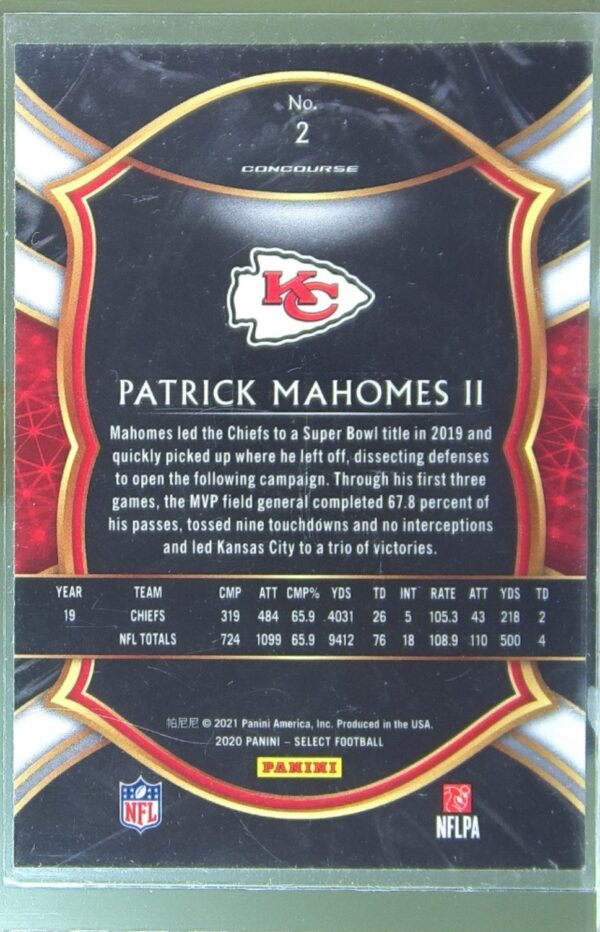 No.
2
CONCOURSE
KC
PATRICK MAHOMES II
Mahomes led the Chiefs to a Super Bowl title in 2019 and
quickly picked up where he left off, dissecting defenses
to open the following campaign. Through his first three
games, the MVP field general completed 67.8 percent of
his passes, tossed nine touchdowns and no interceptions
and led Kansas City to a trio of victories.
YEAR TEAM CMP ATT CMP% YDS TD INT RATE ATT YDS TD
19 CHIEFS 319 484 65.9 4031 26 5 105.3 43 218 2
NFL TOTALS 724 1099 65.9 9412 76 18 108.9 110 500 4
帕尼尼 © 2021 Panini America, Inc. Produced in the USA.
2020 PANINI – SELECT FOOTBALL
PANINI
NFL
NFLPA